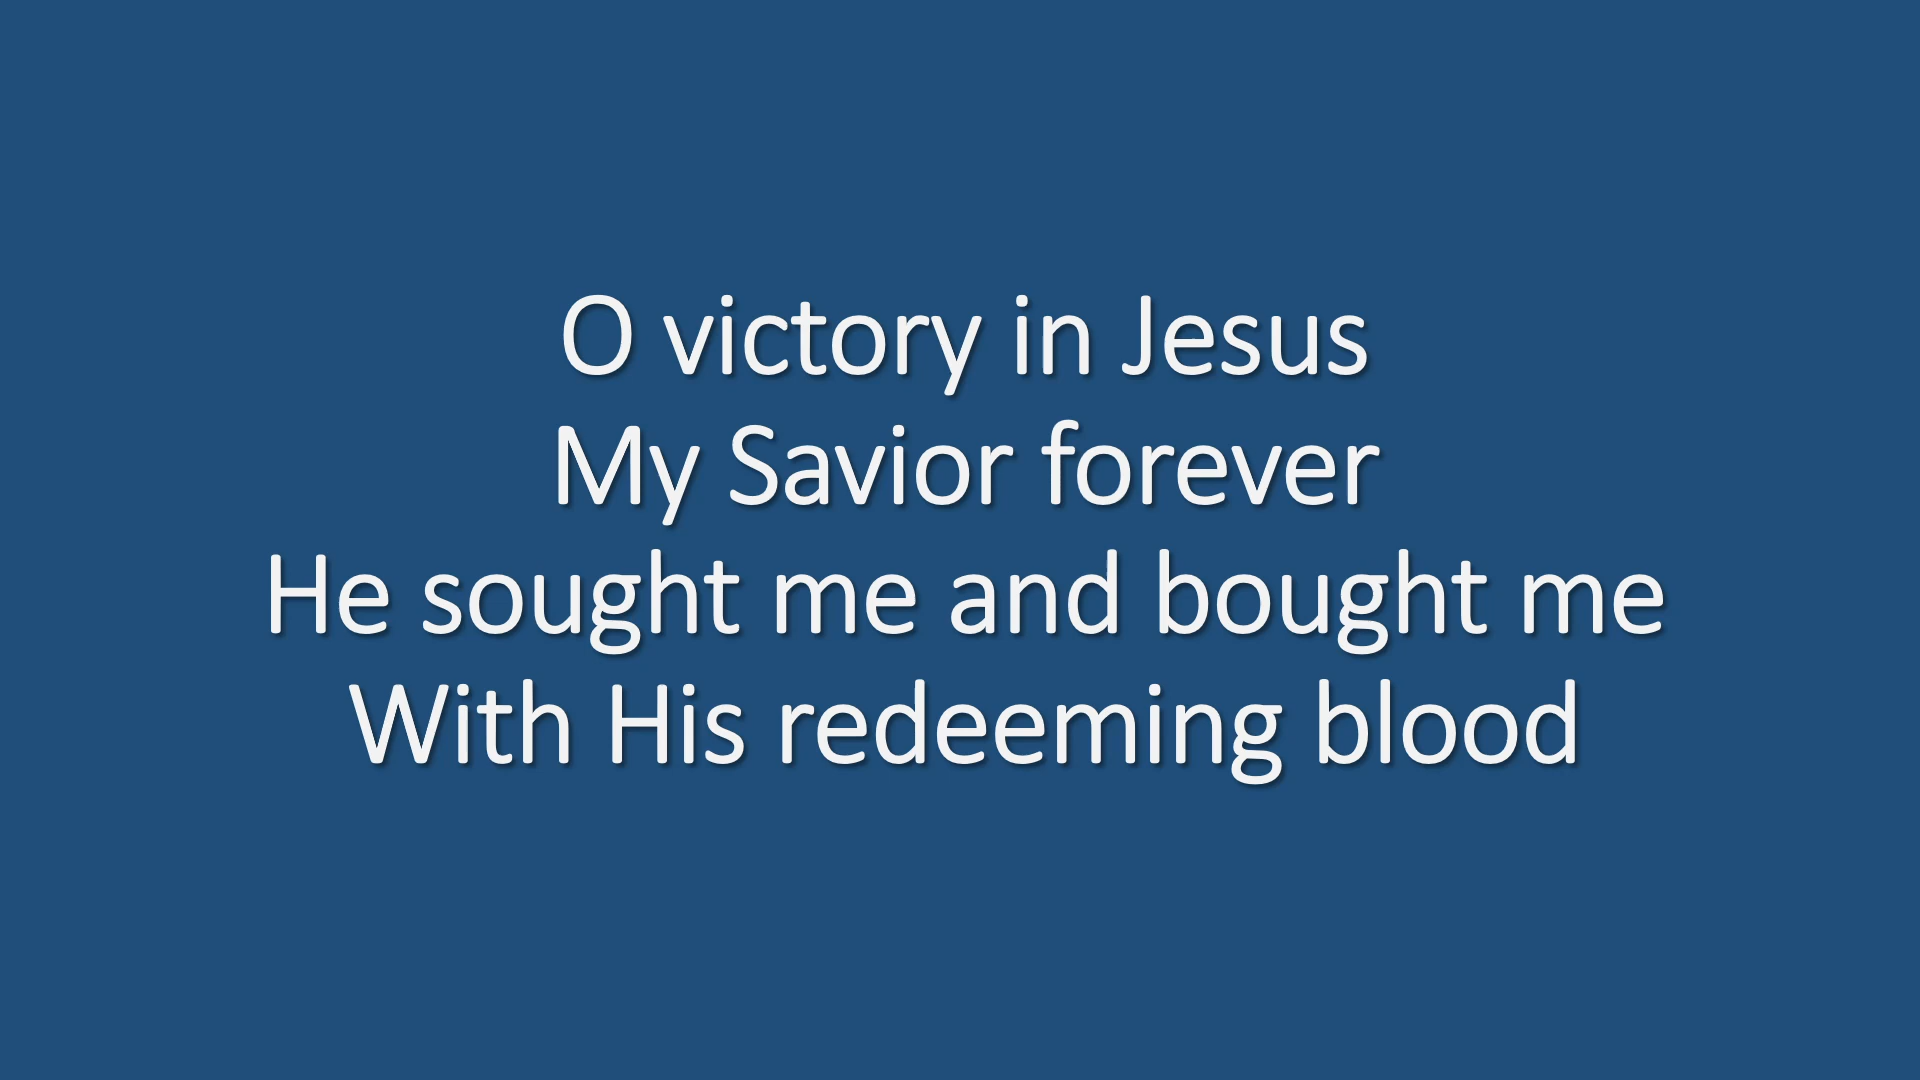 O victory in Jesus
My Savior forever
He sought me and bought me
With His redeeming blood